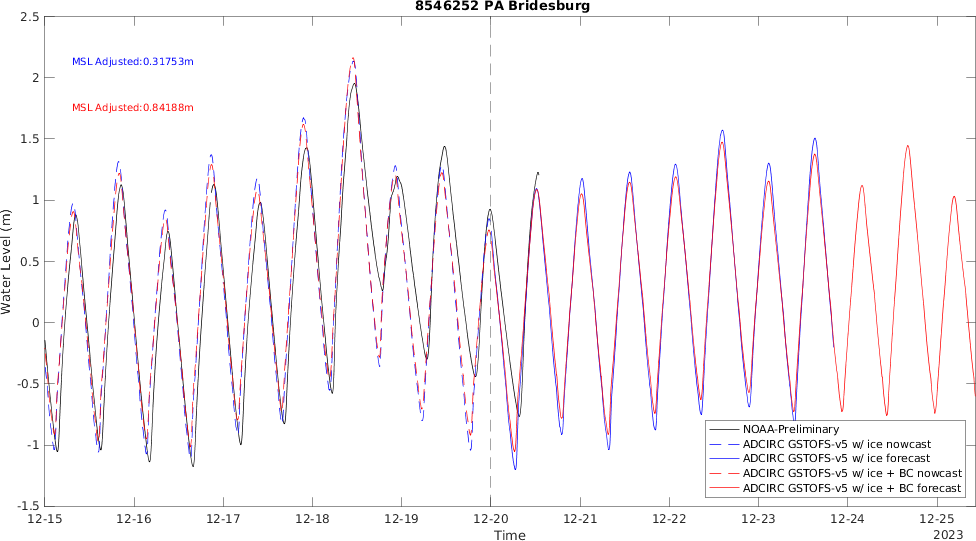 8546252 PA Bridesburg
2.5
2
1.5
1
0.5
0
-0.5
-1
-1.5
Water Level (m)
MSL Adjusted:0.31753m
MSL Adjusted:0.84188m
NOAA-Preliminary
ADCIRC GSTOFS-v5 w/ ice nowcast
ADCIRC GSTOFS-v5 w/ ice forecast
ADCIRC GSTOFS-v5 w/ ice + BC nowcast
ADCIRC GSTOFS-v5 w/ ice + BC forecast
12-15 12-16 12-17 12-18 12-19 12-20 12-21 12-22 12-23 12-24 12-25
Time
2023